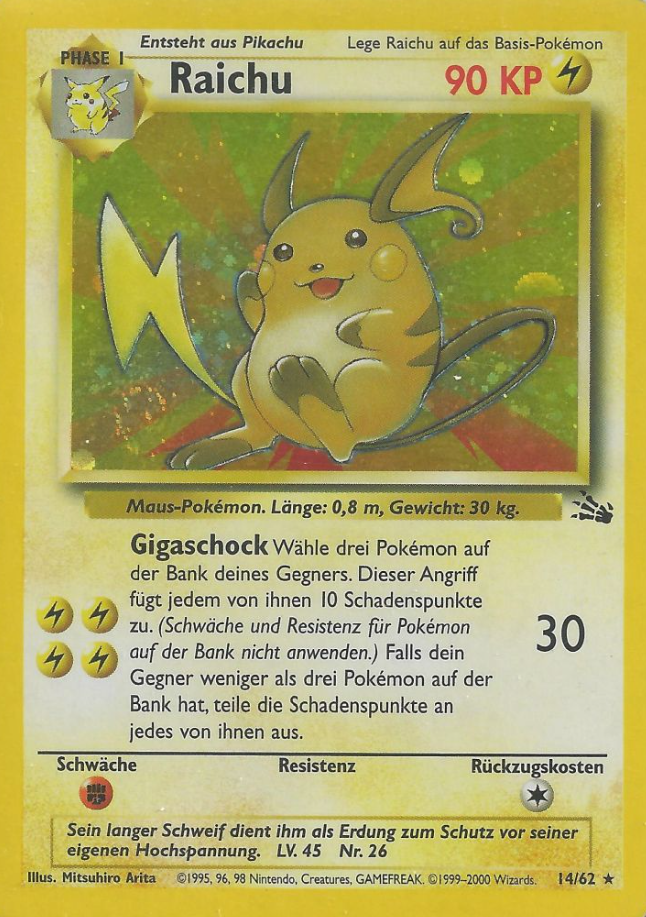 Entsteht aus Pikachu Lege Raichu auf das Basis-Pokémon
PHASE 1
Raichu 90 KP
Maus-Pokémon. Länge: 0,8 m, Gewicht: 30 kg.
Gigaschock Wähle drei Pokémon auf
der Bank deines Gegners. Dieser Angriff
fügt jedem von ihnen 10 Schadenspunkte
zu. (Schwäche und Resistenz für Pokémon
auf der Bank nicht anwenden.) Falls dein
Gegner weniger als drei Pokémon auf der
Bank hat, teile die Schadenspunkte an
jedes von ihnen aus.
30
Schwäche Resistenz Rückzugskosten
Sein langer Schweif dient ihm als Erdung zum Schutz vor seiner
eigenen Hochspannung. LV. 45 Nr. 26
Illus. Mitsuhiro Arita ©1995, 96, 98 Nintendo, Creatures, GAMEFREAK. ©1999-2000 Wizards. 14/62 ★